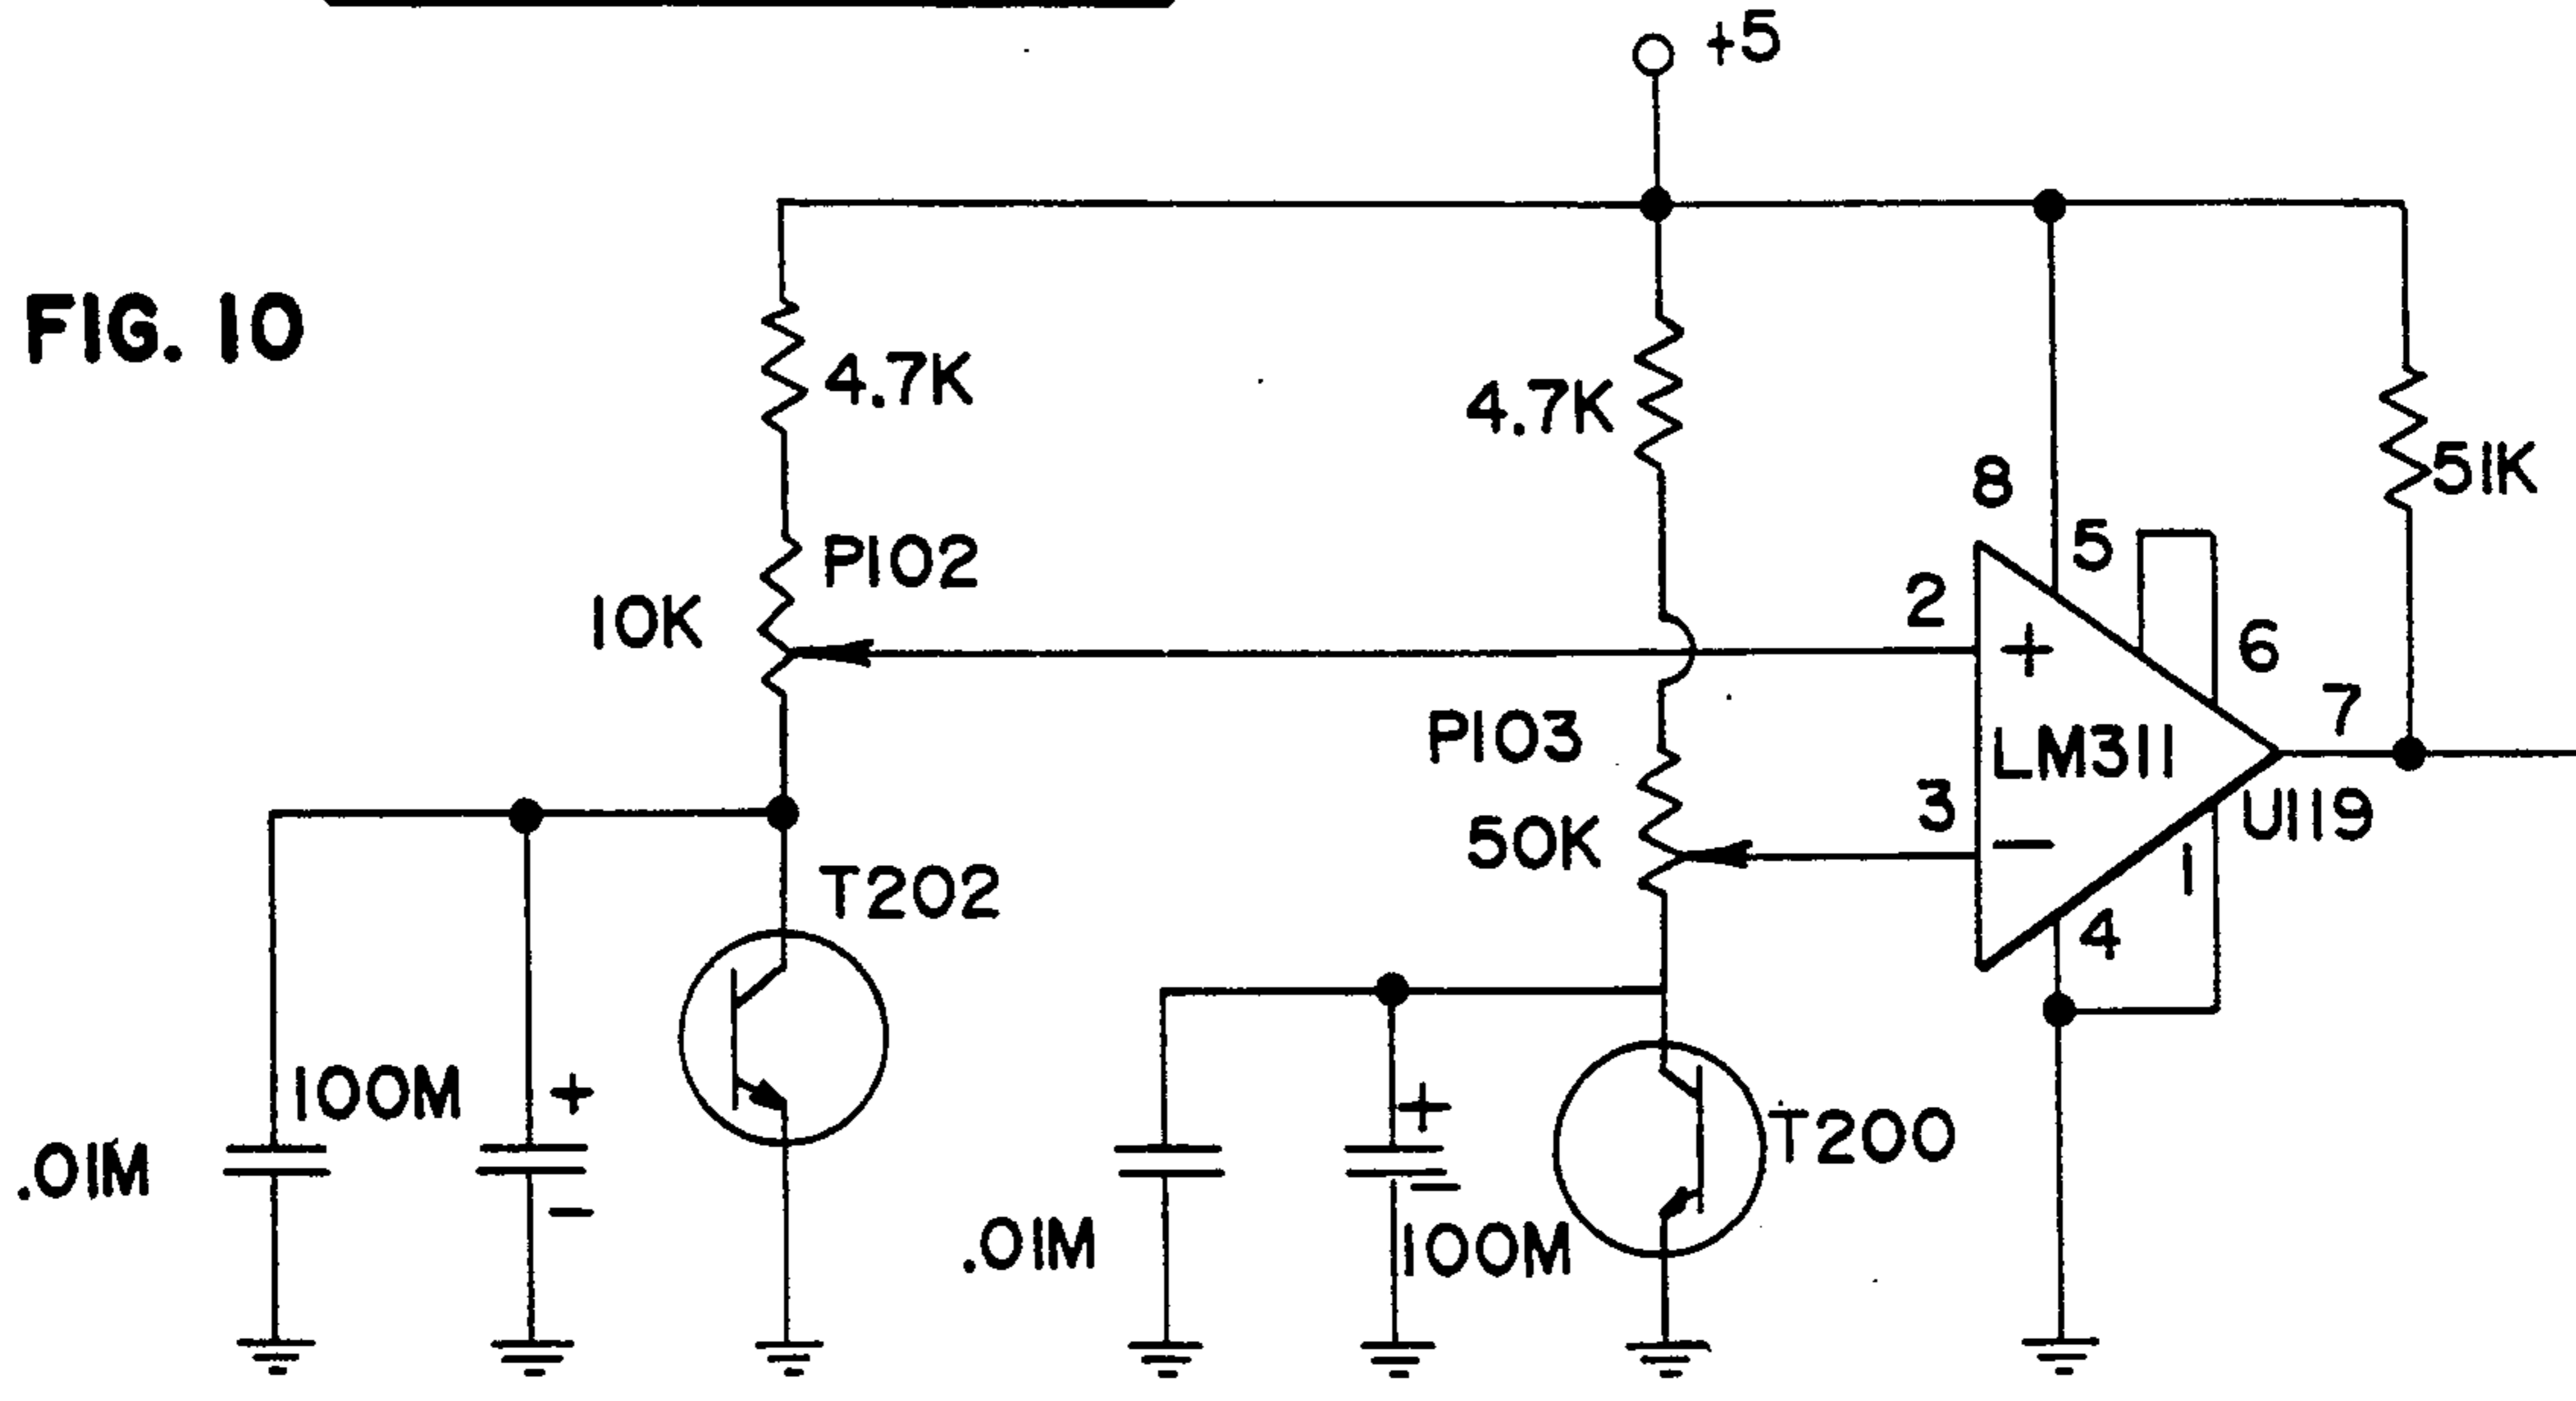 +5
FIG. 10
4.7K
4.7K
51K
8
5
P102
10K
2
+
6
7
P103
LM311
50K
3
−
U119
1
T202
4
100M
+
.01M
−
+
T200
−
.01M
100M